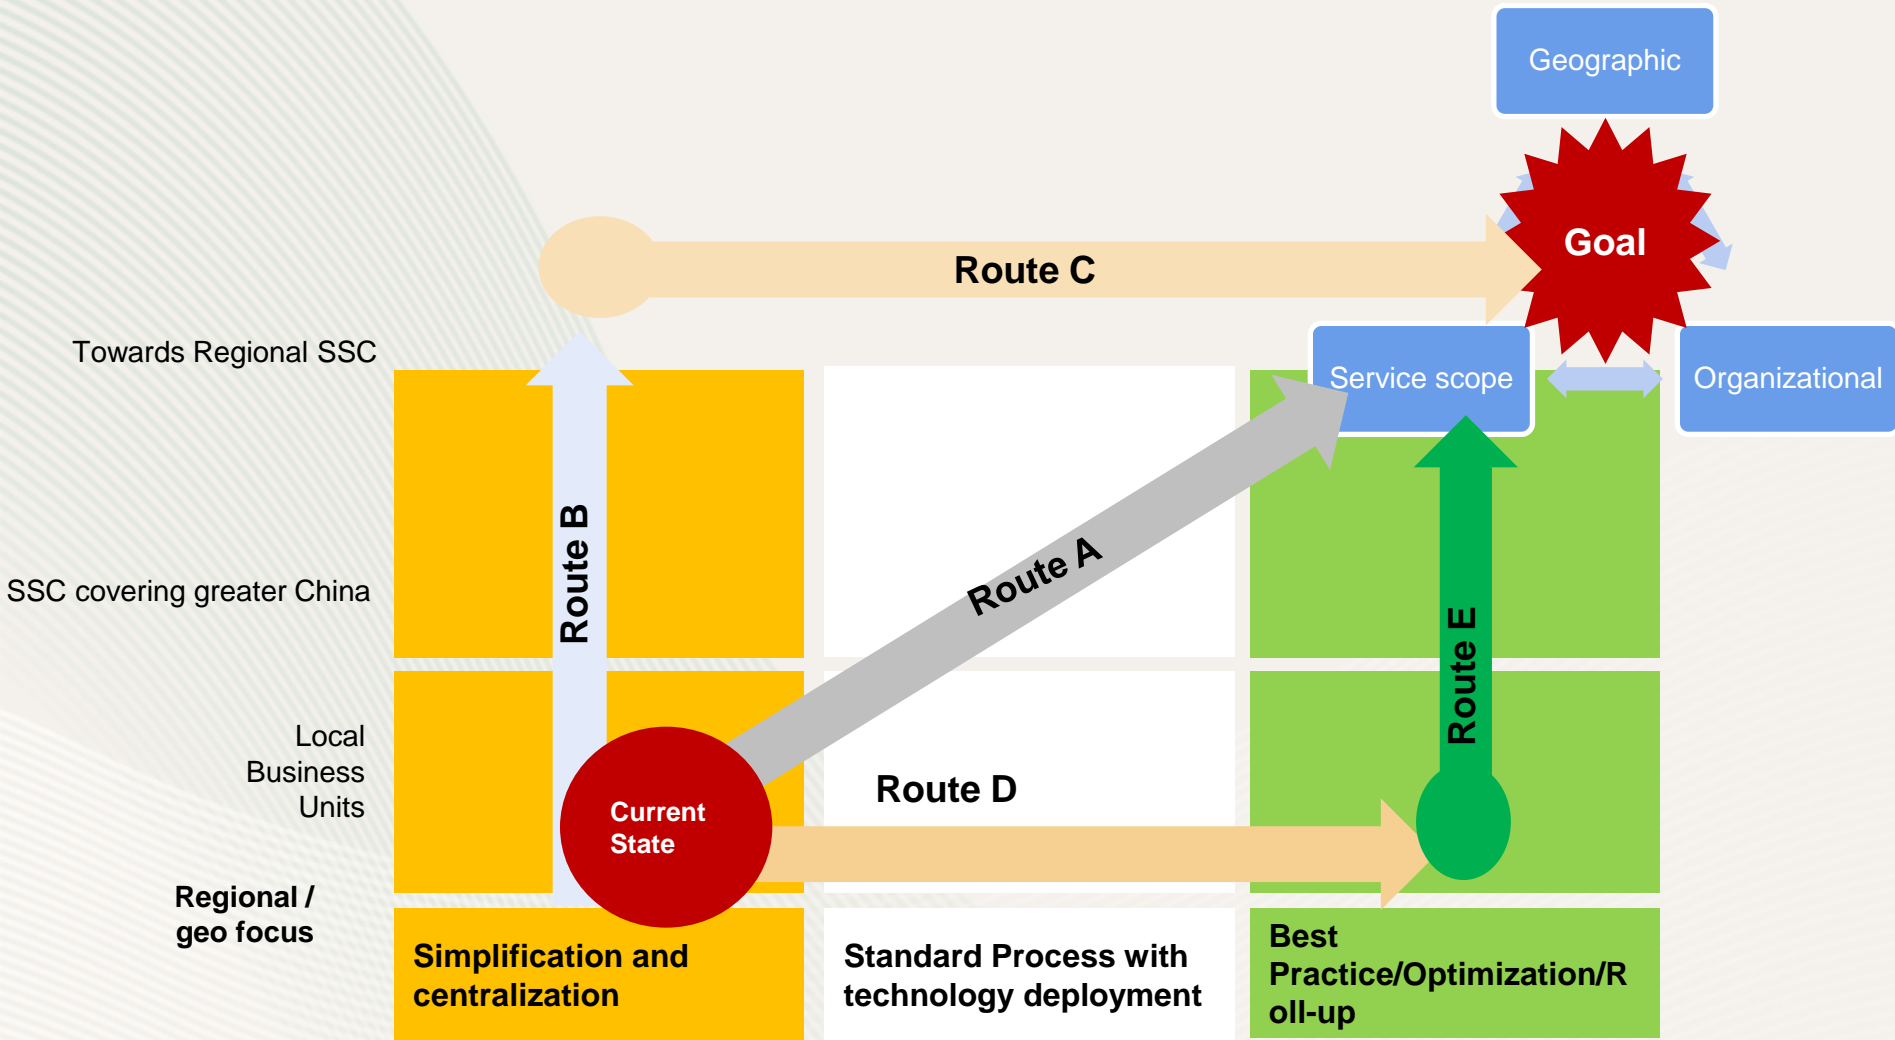 Geographic
Goal
Route C
Towards Regional SSC
Service scope
Organizational
Route B
Route A
SSC covering greater China
Route E
Local
Business
Units
Route D
Current
State
Regional /
geo focus
Simplification and
centralization
Standard Process with
technology deployment
Best
Practice/Optimization/R
oll-up